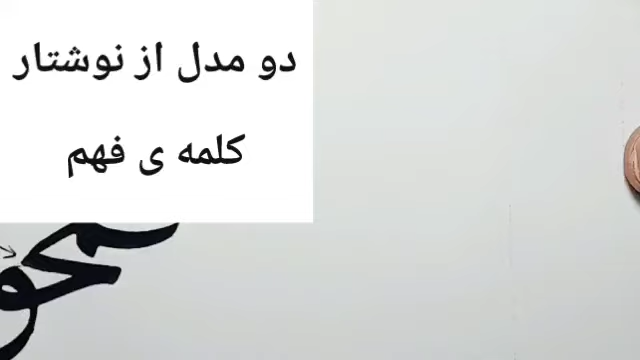 دو مدل از نوشتار
کلمه ی فهم